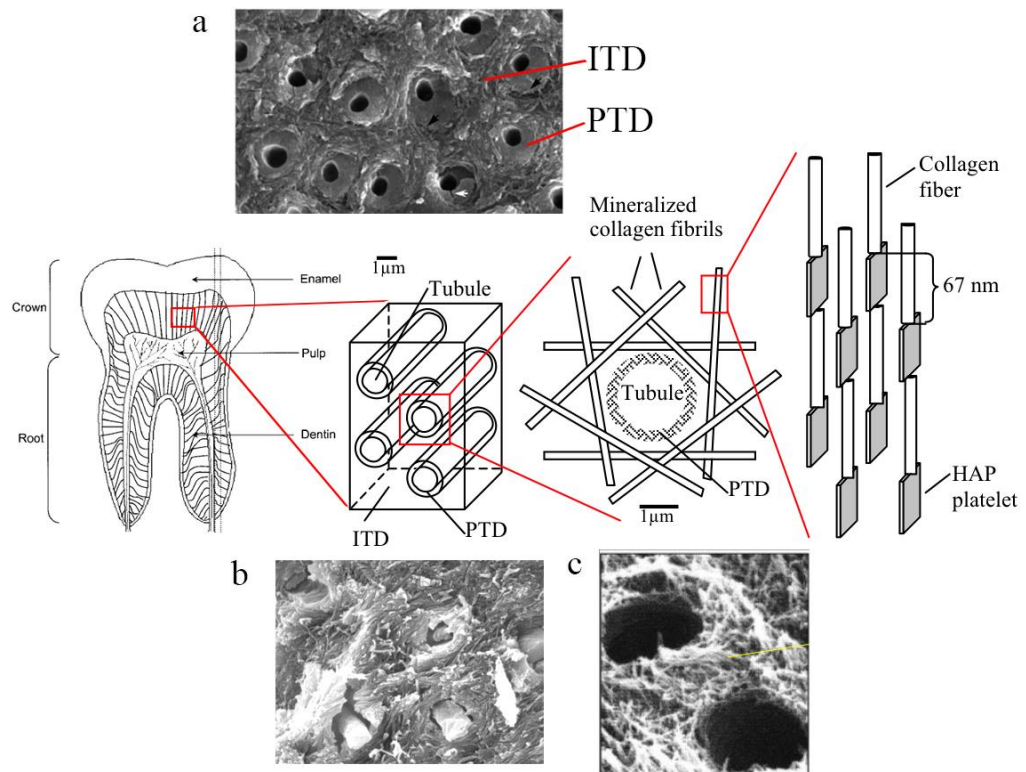 a
ITD
PTD
Collagen
fiber
Mineralized
collagen fibrils
67 nm
1μm
Tubule
Enamel
Crown
Pulp
Tubule
Root
Dentin
PTD
HAP
platelet
1μm
ITD
PTD
b
c